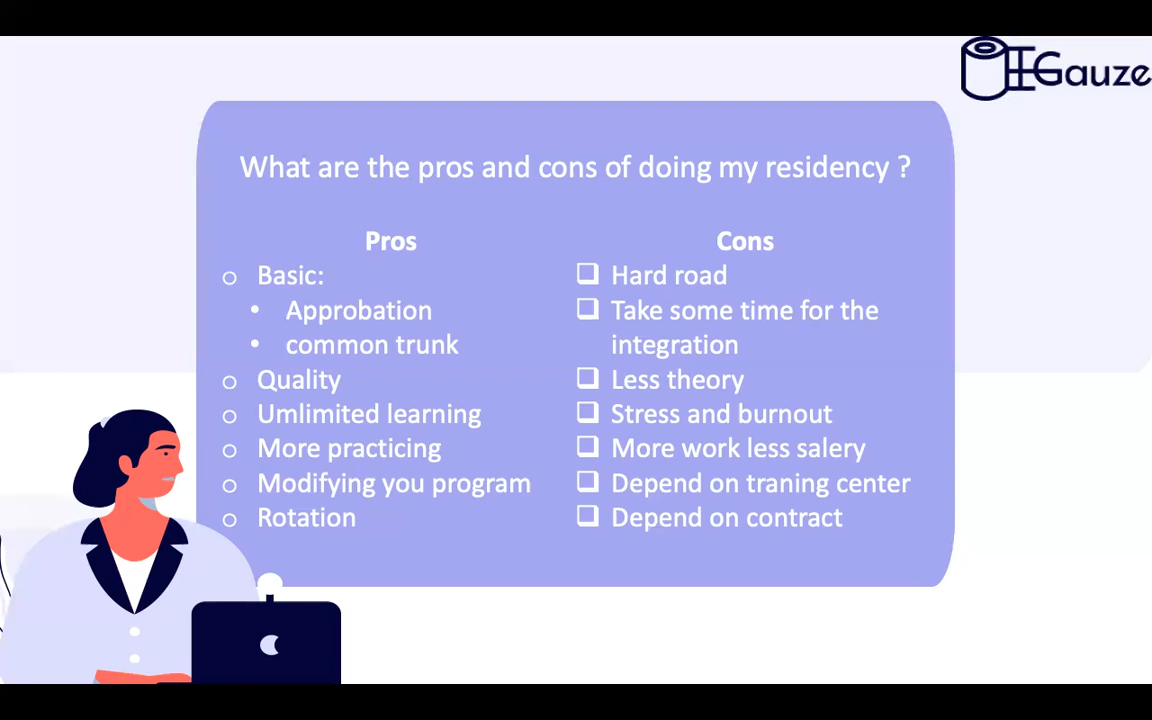 Gauze
What are the pros and cons of doing my residency ?
Pros
Basic:
Approbation
common trunk
Quality
Umlimited learning
More practicing
Modifying you program
Rotation
Cons
Hard road
Take some time for the
integration
Less theory
Stress and burnout
More work less salery
Depend on traning center
Depend on contract